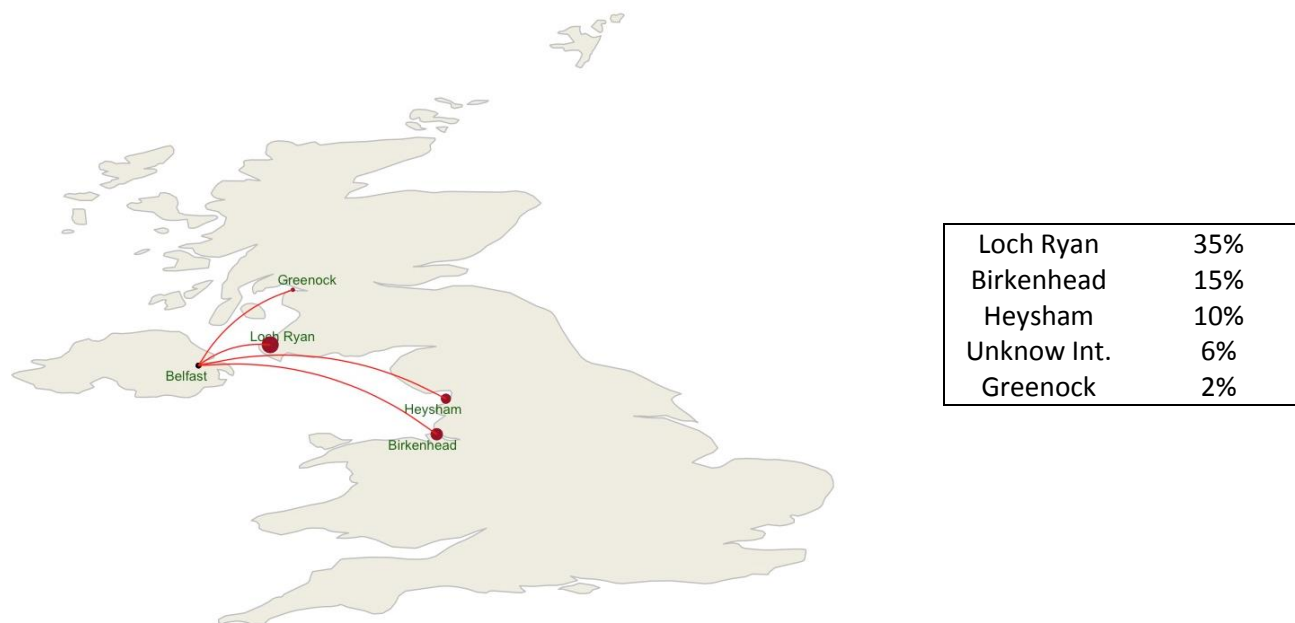 Greenock
Loch Ryan
Belfast
Heysham
Birkenhead
Loch Ryan 35%
Birkenhead 15%
Heysham 10%
Unknow Int. 6%
Greenock 2%